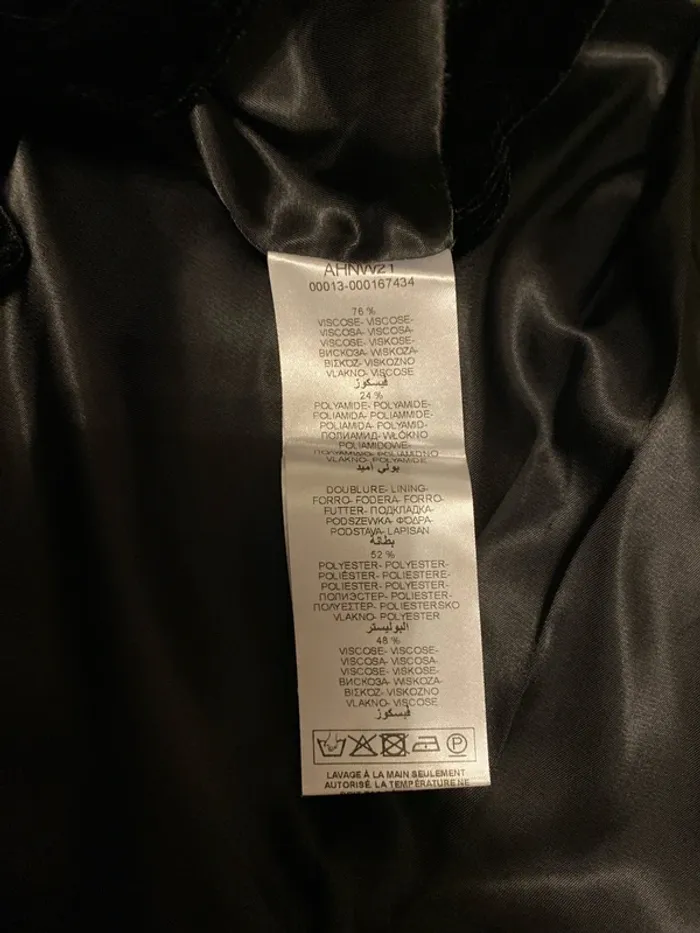 AHNW21
00013-000167434
76 %
VISCOSE- VISCOSE-
VISCOSA- VISCOSA-
VISCOSE- VISKOSE-
ВИСКОЗА- WISKOZA-
ΒΙΣΚΟΖ- VISKOZNO
VLAKNO- VISCOSE
فيسكوز
24 %
POLYAMIDE- POLYAMIDE-
POLIAMIDA- POLIAMMIDE-
POLIAMIDA- POLYAMID-
ПОЛИАМИД- WŁÓKNO
POLIAMIDOWE-
POLIAMIDNO
VLAKNO- POLYAMIDE
بولي أميد
DOUBLURE- LINING-
FORRO- FODERA- FORRO-
FUTTER- ПОДКЛАДКА-
PODSZEWKA- ΦΟΔΡΑ-
PODSTAVA- LAPISAN
بطانه
52 %
POLYESTER- POLYESTER-
POLIÉSTER- POLIESTERE-
POLIESTER- POLYESTER-
ПОЛИЭСТЕР- POLIESTER-
ΠΟΛΥΕΣΤΕΡ- POLIESTERSKO
VLAKNO- POLYESTER
البوليستر
48 %
VISCOSE- VISCOSE-
VISCOSA- VISCOSA-
VISCOSE- VISKOSE-
ВИСКОЗА- WISKOZA-
ΒΙΣΚΟΖ- VISKOZNO
VLAKNO- VISCOSE
فيسكوز
P
LAVAGE À LA MAIN SEULEMENT
AUTORISÉ. LA TEMPÉRATURE NE